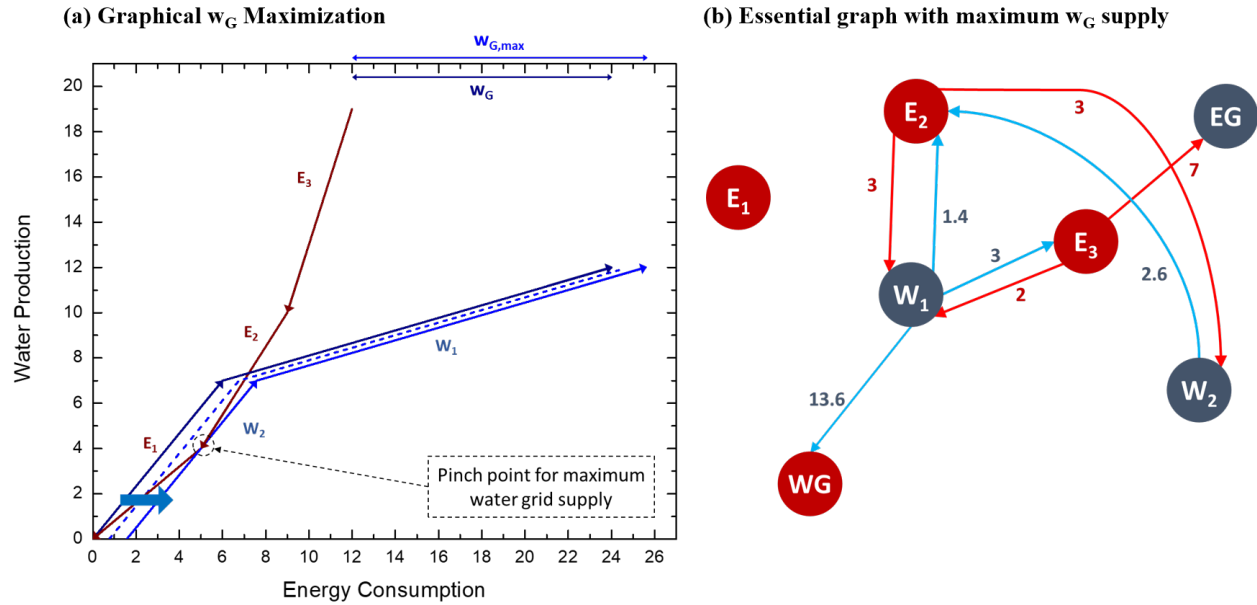 (a) Graphical wG Maximization
wG,max
wG
20
18
16
14
12
10
8
6
4
2
0
Water Production
E3
E2
E1
W1
W2
Pinch point for maximum
water grid supply
0 2 4 6 8 10 12 14 16 18 20 22 24 26
Energy Consumption
(b) Essential graph with maximum wG supply
E2
3
EG
7
3
E1
1.4
E3
3
2.6
W1
2
W2
13.6
WG